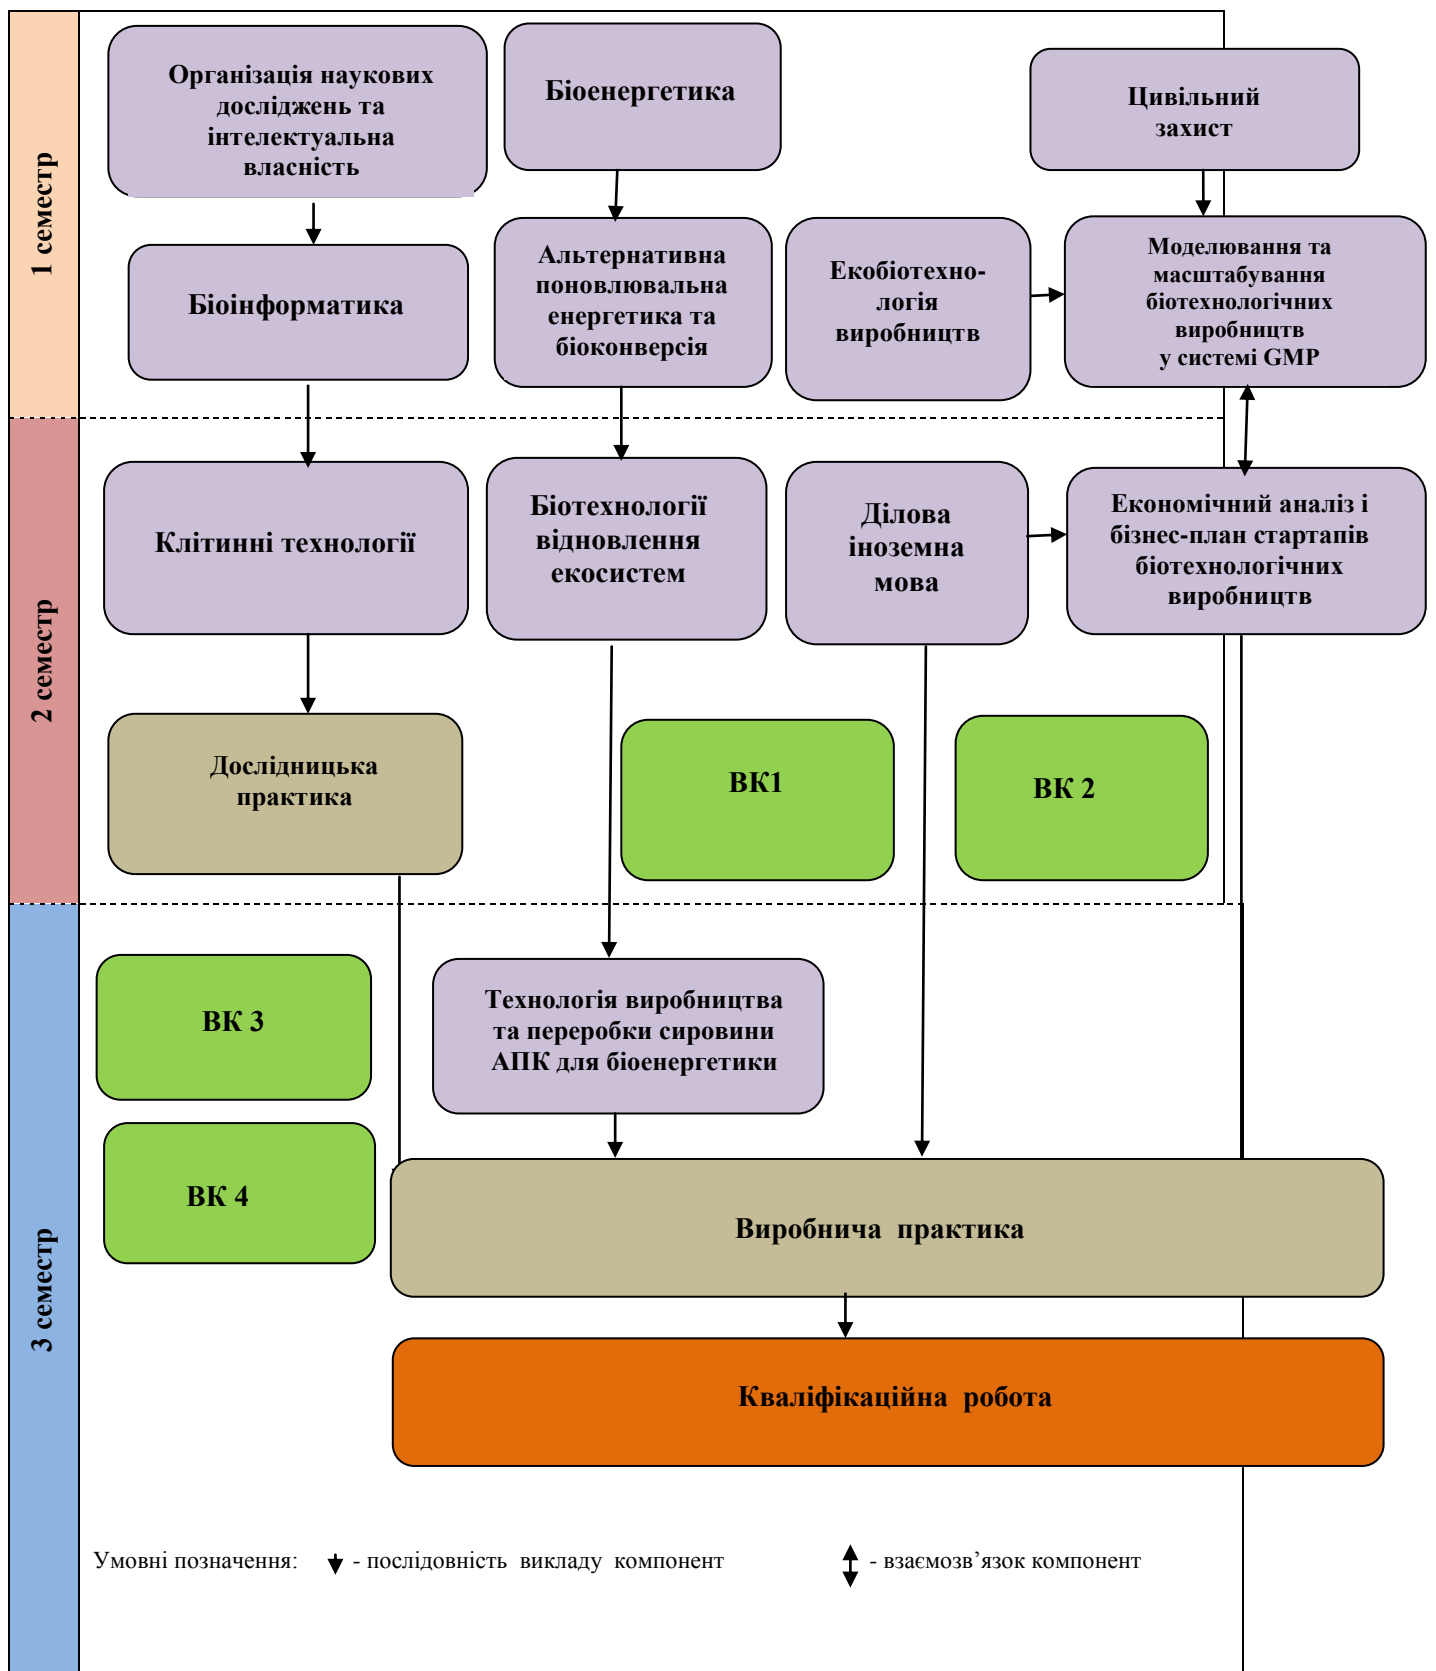 1 семестр
Організація наукових
досліджень та
інтелектуальна
власність
Біоенергетика
Цивільний
захист
Біоінформатика
Альтернативна
поновлювальна
енергетика та
біоконверсія
Екобіотехно-
логія
виробництв
Моделювання та
масштабування
біотехнологічних
виробництв
у системі GMP
2 семестр
Клітинні технології
Біотехнології
відновлення
екосистем
Ділова
іноземна
мова
Економічний аналіз і
бізнес-план стартапів
біотехнологічних
виробництв
Дослідницька
практика
ВК1
ВК 2
3 семестр
ВК 3
Технологія виробництва
та переробки сировини
АПК для біоенергетики
ВК 4
Виробнича практика
Кваліфікаційна робота
Умовні позначення: - послідовність викладу компонент - взаємозв’язок компонент